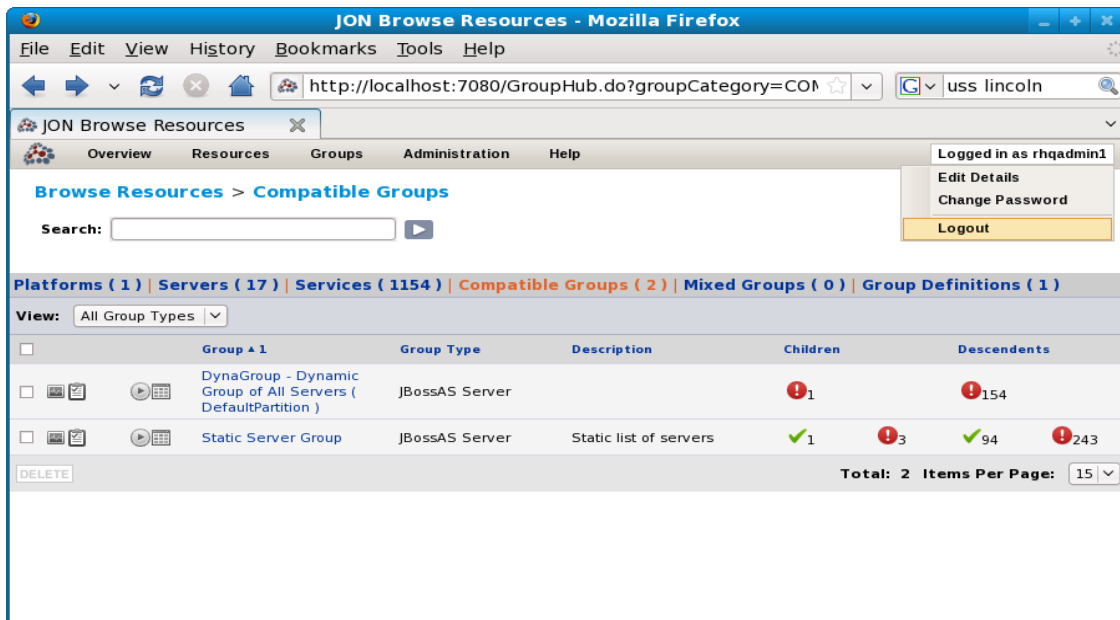 JON Browse Resources - Mozilla Firefox
File Edit View History Bookmarks Tools Help
http://localhost:7080/GroupHub.do?groupCategory=COM
G uss lincoln
JON Browse Resources
Overview Resources Groups Administration Help Logged in as rhqadmin1
Edit Details
Change Password
Logout
Browse Resources > Compatible Groups
Search:
Platforms ( 1 ) | Servers ( 17 ) | Services ( 1154 ) | Compatible Groups ( 2 ) | Mixed Groups ( 0 ) | Group Definitions ( 1 )
View: All Group Types
Group ▲ 1 Group Type Description Children Descendents
DynaGroup - Dynamic
Group of All Servers ( JBossAS Server 1 154
DefaultPartition )
Static Server Group JBossAS Server Static list of servers 1 3 94 243
DELETE Total: 2 Items Per Page: 15